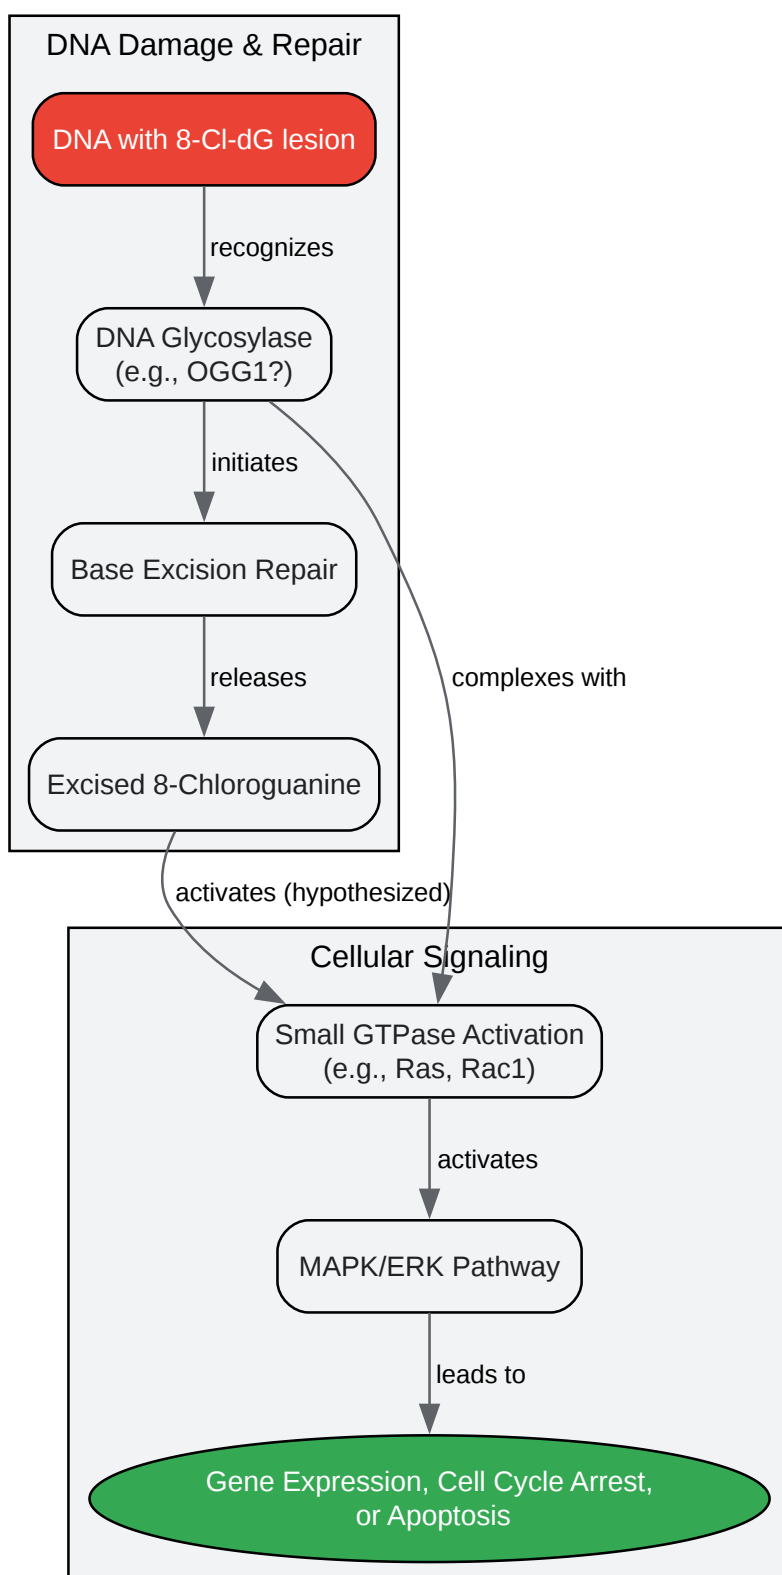 DNA Damage & Repair
DNA with 8-Cl-dG lesion
recognizes
DNA Glycosylase
(e.g., OGG1?)
initiates
Base Excision Repair
releases
complexes with
Excised 8-Chloroguanine
activates (hypothesized)
Cellular Signaling
Small GTPase Activation
(e.g., Ras, Rac1)
activates
MAPK/ERK Pathway
leads to
Gene Expression, Cell Cycle Arrest,
or Apoptosis